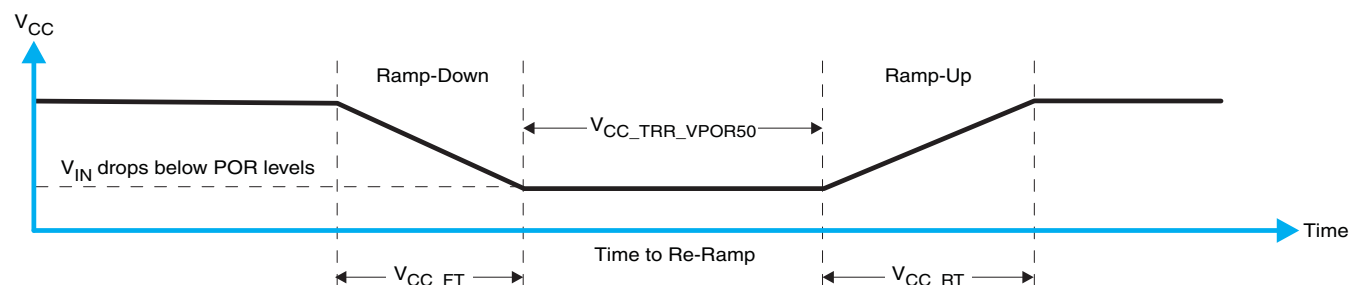 VCC
Ramp-Down
Ramp-Up
VCC_TRR_VPOR50
VIN drops below POR levels
Time
Time to Re-Ramp
VCC_FT
VCC_RT